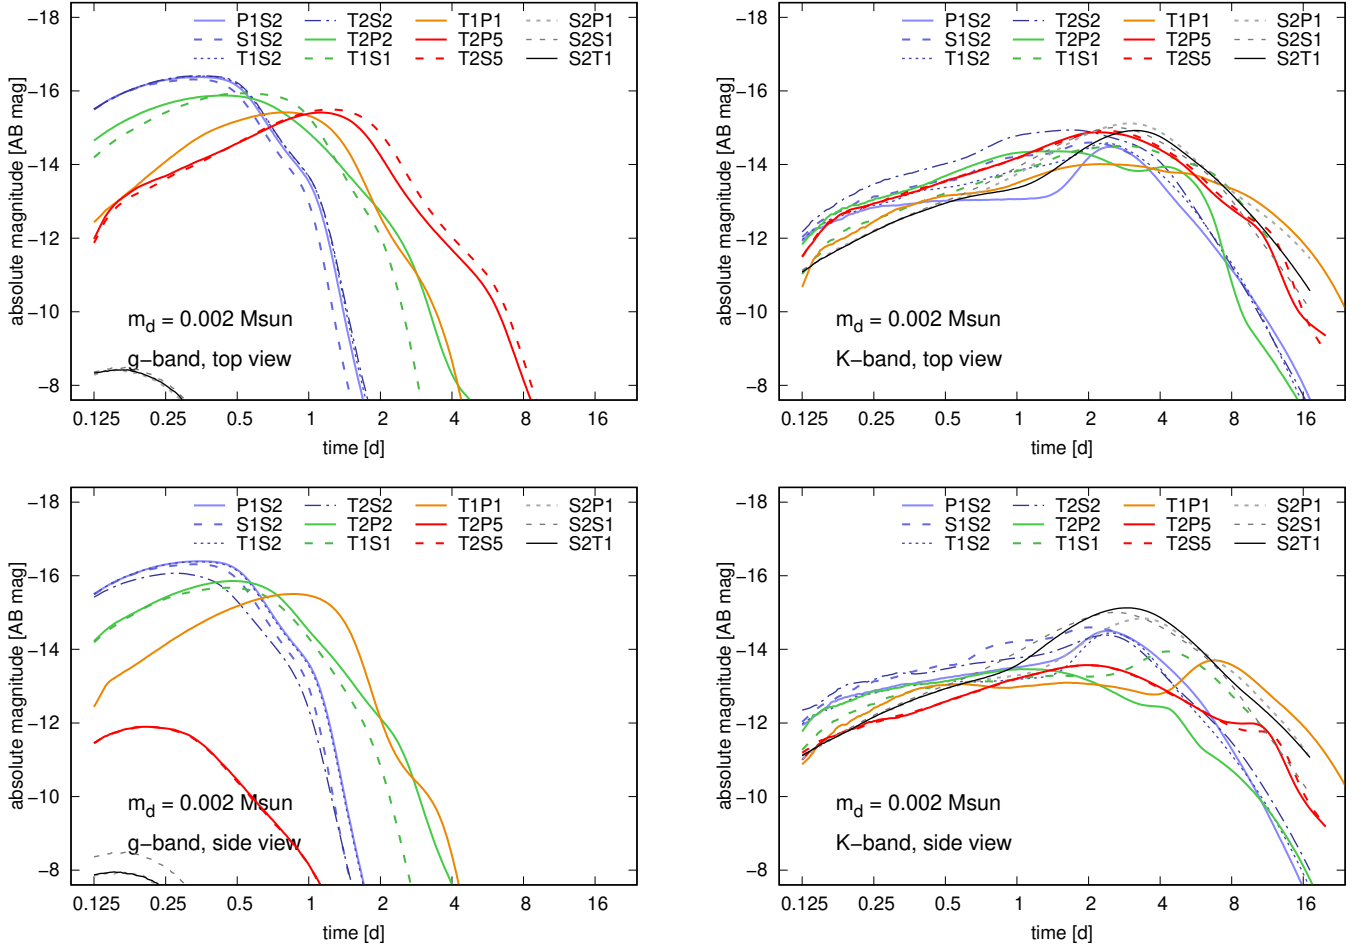 absolute magnitude [AB mag]
-18
-16
-14
-12
-10
-8
P1S2 T2S2 T1P1 S2P1
S1S2 T2P2 T2P5 S2S1
T1S2 T1S1 T2S5 S2T1
m_d = 0.002 Msun
g-band, top view
0.125 0.25 0.5 1 2 4 8 16
time [d]
absolute magnitude [AB mag]
-18
-16
-14
-12
-10
-8
P1S2 T2S2 T1P1 S2P1
S1S2 T2P2 T2P5 S2S1
T1S2 T1S1 T2S5 S2T1
m_d = 0.002 Msun
K-band, top view
0.125 0.25 0.5 1 2 4 8 16
time [d]
absolute magnitude [AB mag]
-18
-16
-14
-12
-10
-8
P1S2 T2S2 T1P1 S2P1
S1S2 T2P2 T2P5 S2S1
T1S2 T1S1 T2S5 S2T1
m_d = 0.002 Msun
g-band, side view
0.125 0.25 0.5 1 2 4 8 16
time [d]
absolute magnitude [AB mag]
-18
-16
-14
-12
-10
-8
P1S2 T2S2 T1P1 S2P1
S1S2 T2P2 T2P5 S2S1
T1S2 T1S1 T2S5 S2T1
m_d = 0.002 Msun
K-band, side view
0.125 0.25 0.5 1 2 4 8 16
time [d]